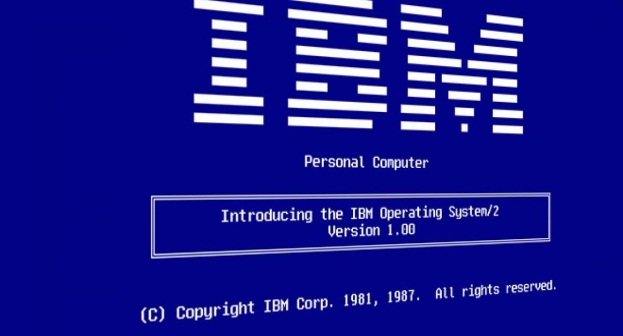 IBM
Personal Computer
Introducing the IBM Operating System/2
Version 1.00
(C) Copyright IBM Corp. 1981, 1987. All rights reserved.